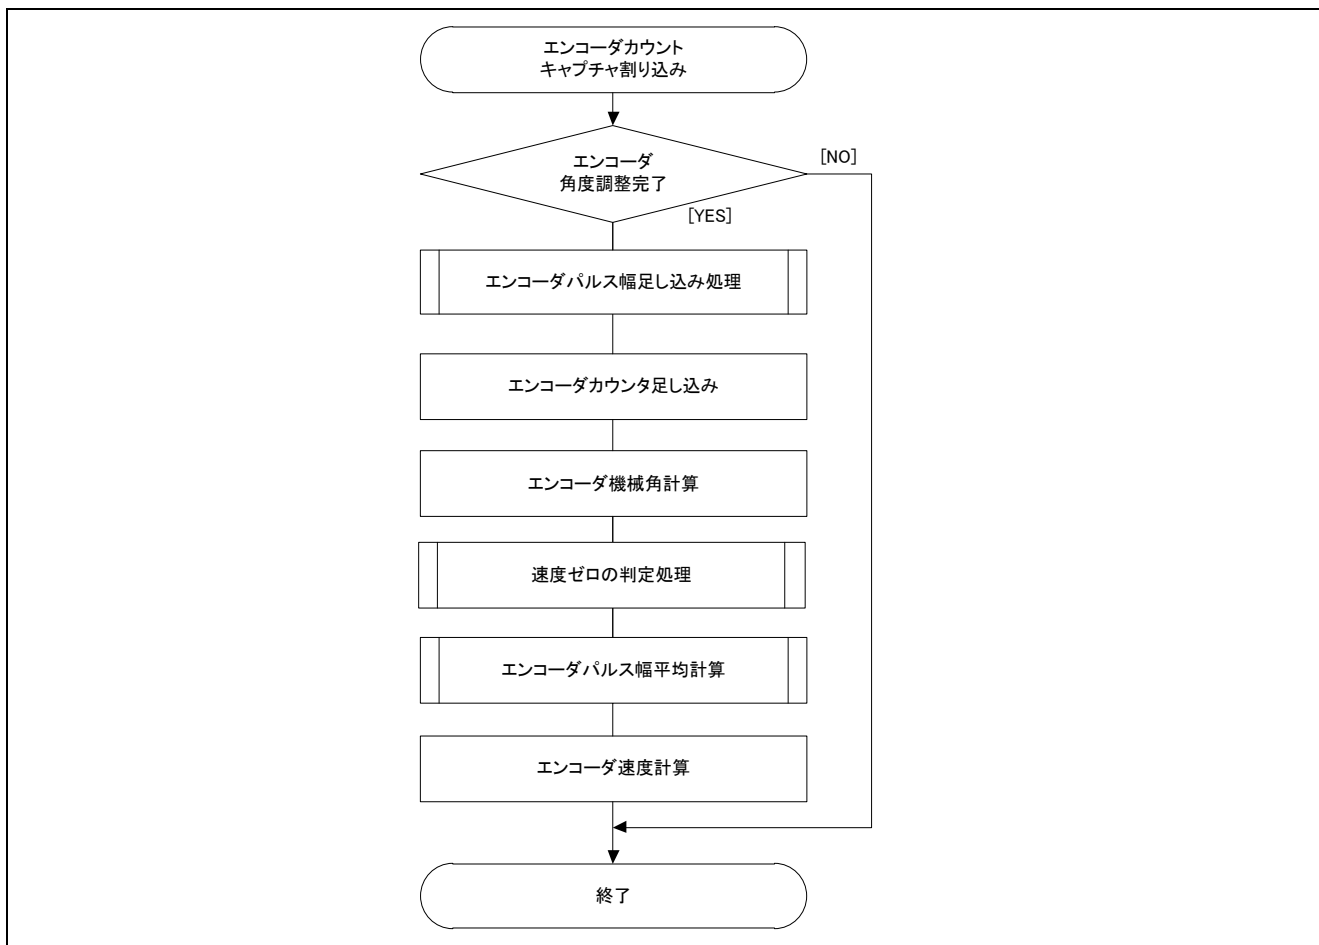 エンコーダカウント
キャプチャ割り込み
エンコーダ
角度調整完了
[NO]
[YES]
エンコーダパルス幅足し込み処理
エンコーダカウンタ足し込み
エンコーダ機械角計算
速度ゼロの判定処理
エンコーダパルス幅平均計算
エンコーダ速度計算
終了